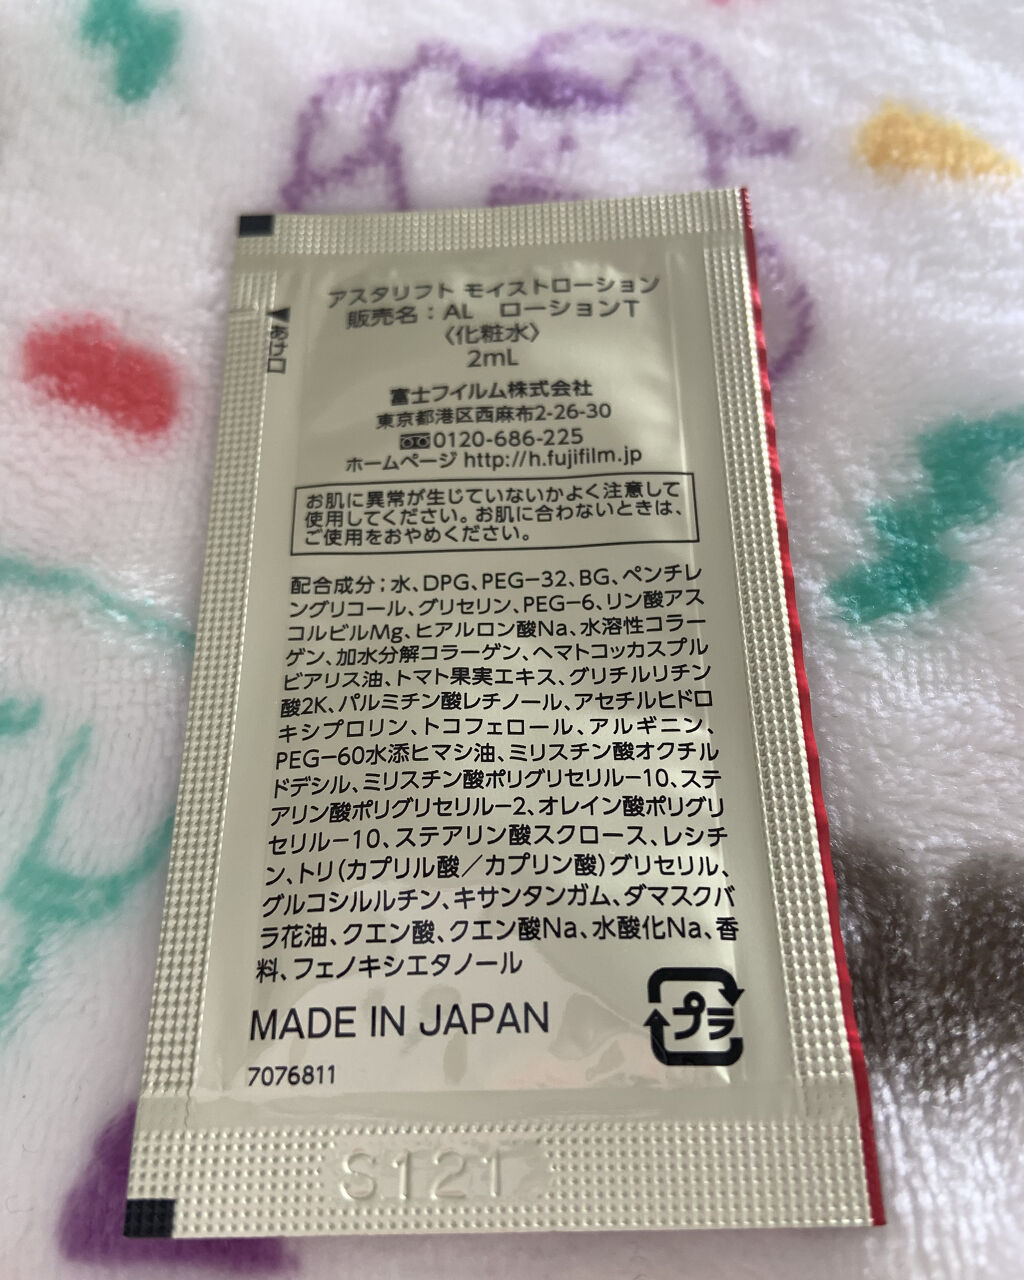 アスタリフト モイストローション
販売名：AL ローションT
〈化粧水〉
2mL
▼あけ口
富士フイルム株式会社
東京都港区西麻布2-26-30
0120-686-225
ホームページ http://h.fujifilm.jp
お肌に異常が生じていないかよく注意して
使用してください。お肌に合わないときは、
ご使用をおやめください。
配合成分；水、DPG、PEG−32、BG、ペンチレ
ングリコール、グリセリン、PEG−6、リン酸アス
コルビルMg、ヒアルロン酸Na、水溶性コラー
ゲン、加水分解コラーゲン、ヘマトコッカスプル
ビアリス油、トマト果実エキス、グリチルリチン
酸2K、パルミチン酸レチノール、アセチルヒドロ
キシプロリン、トコフェロール、アルギニン、
PEG−60水添ヒマシ油、ミリスチン酸オクチル
ドデシル、ミリスチン酸ポリグリセリル−10、ステ
アリン酸ポリグリセリル−2、オレイン酸ポリグリ
セリル−10、ステアリン酸スクロース、レシチ
ン、トリ(カプリル酸／カプリン酸)グリセリル、
グルコシルルチン、キサンタンガム、ダマスクバ
ラ花油、クエン酸、クエン酸Na、水酸化Na、香
料、フェノキシエタノール
MADE IN JAPAN
プラ
7076811
S121